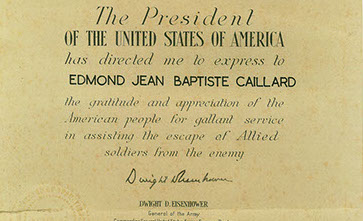 The President
OF THE UNITED STATES OF AMERICA
has directed me to express to
EDMOND JEAN BAPTISTE CAILLARD
the gratitude and appreciation of the
American people for gallant service
in assisting the escape of Allied
soldiers from the enemy
Dwight D. Eisenhower
DWIGHT D. EISENHOWER
General of the Army